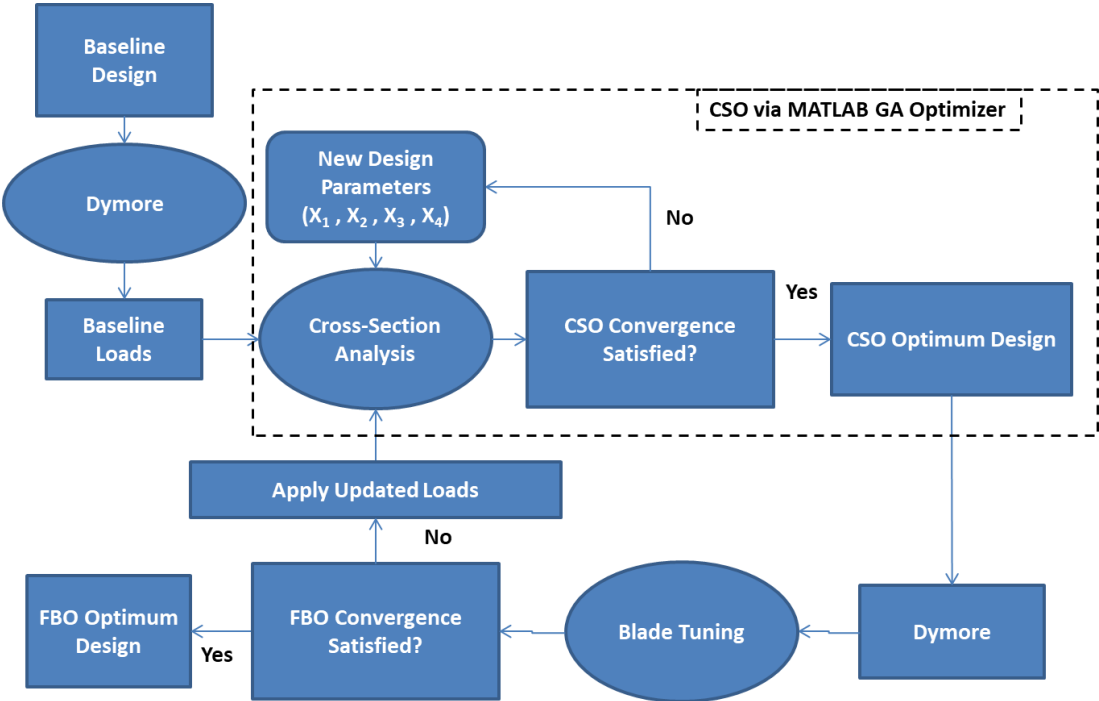 Baseline
Design
CSO via MATLAB GA Optimizer
New Design
Parameters
(X₁ , X₂ , X₃ , X₄)
Dymore
No
Yes
Baseline
Loads
Cross-Section
Analysis
CSO Convergence
Satisfied?
CSO Optimum Design
Apply Updated Loads
No
FBO Optimum
Design
Yes
FBO Convergence
Satisfied?
Blade Tuning
Dymore